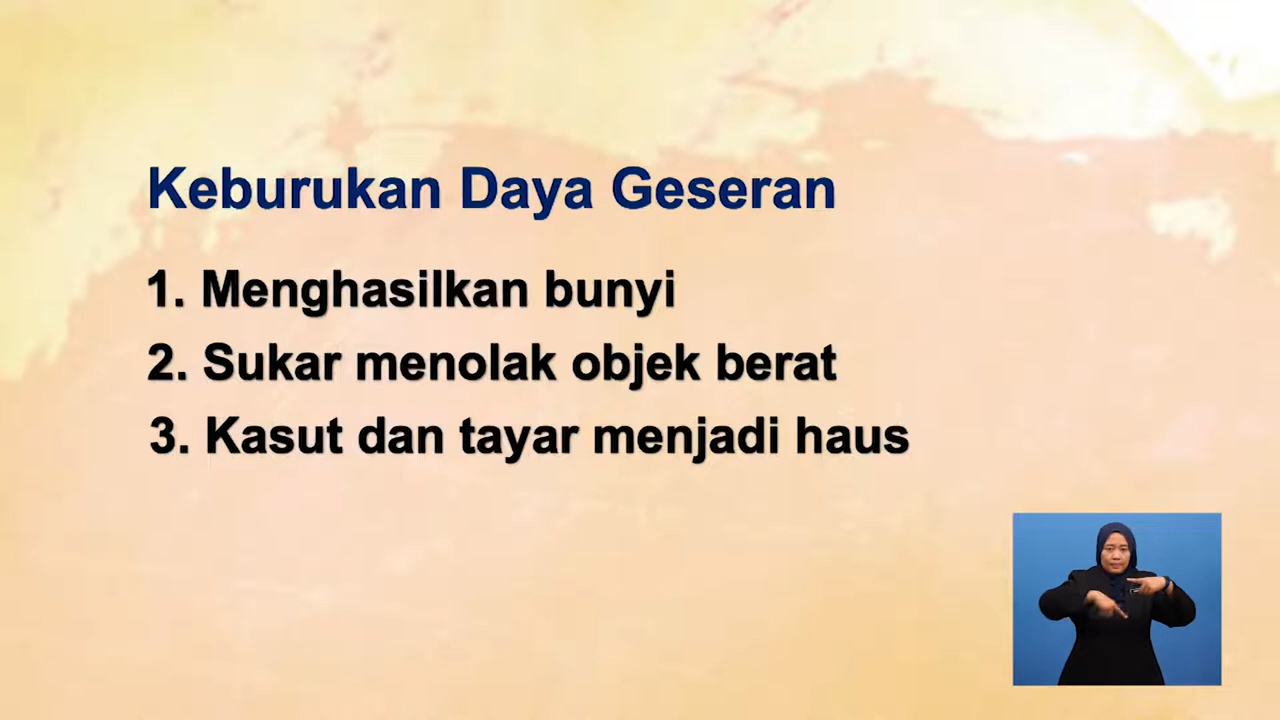 Keburukan Daya Geseran
1. Menghasilkan bunyi
2. Sukar menolak objek berat
3. Kasut dan tayar menjadi haus